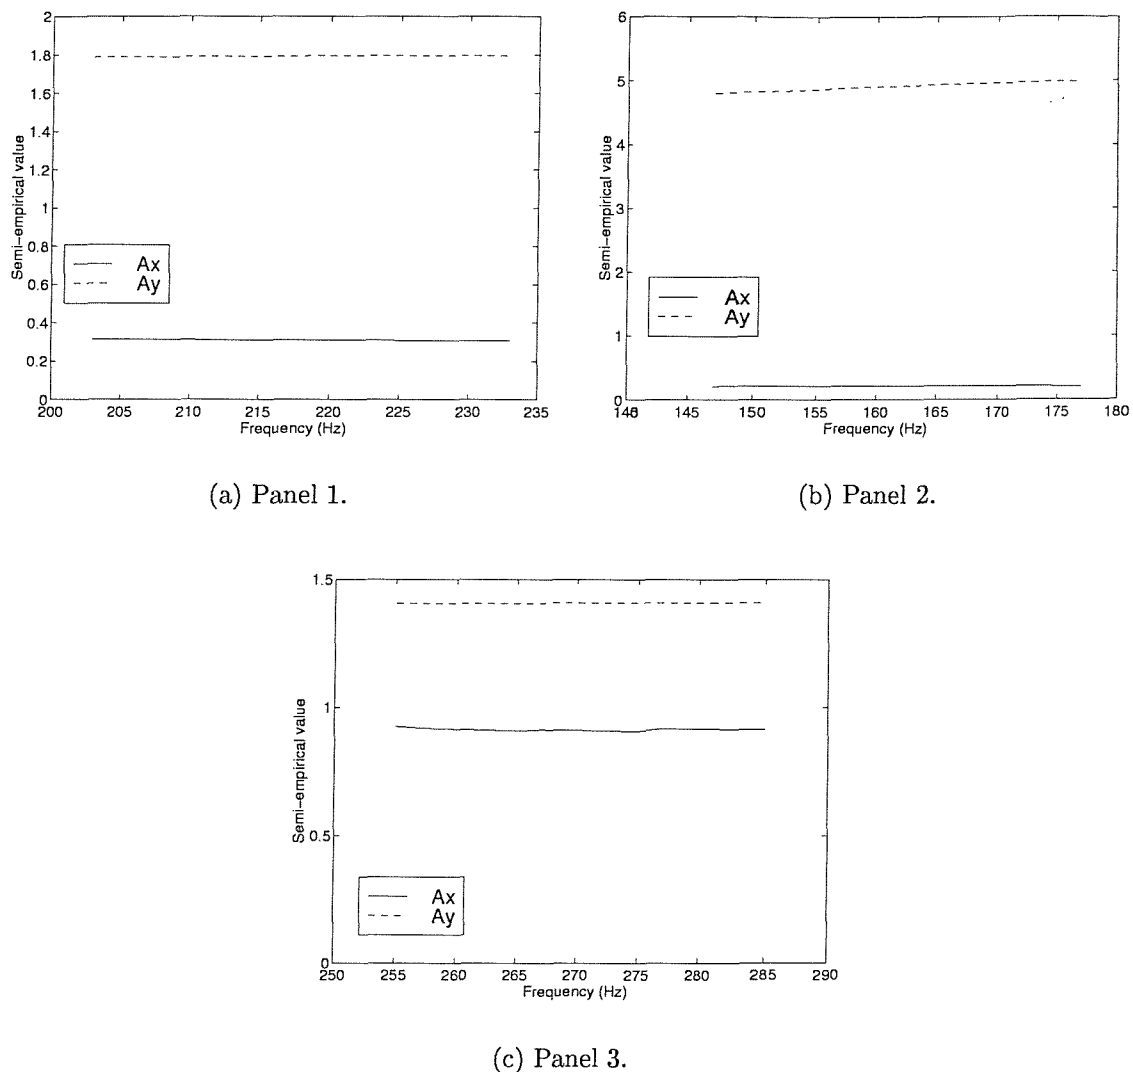 2
1.8
1.6
1.4
1.2
1
0.8
0.6
0.4
0.2
0
Semi-empirical value
Ax
Ay
200 205 210 215 220 225 230 235
Frequency (Hz)
(a) Panel 1.
6
5
4
3
2
1
0
Semi-empirical value
Ax
Ay
140 145 150 155 160 165 170 175 180
Frequency (Hz)
(b) Panel 2.
1.5
1
0.5
0
Semi-empirical value
Ax
Ay
250 255 260 265 270 275 280 285 290
Frequency (Hz)
(c) Panel 3.